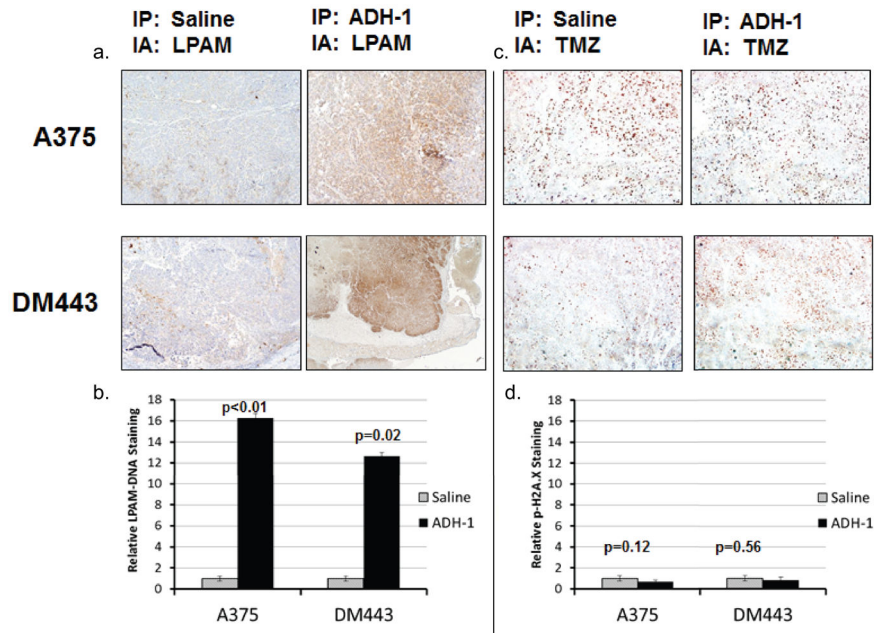 IP: Saline
IA: LPAM
IP: ADH-1
IA: LPAM
IP: Saline
IA: TMZ
IP: ADH-1
IA: TMZ
a.
c.
A375
DM443
b.
Relative LPAM-DNA Staining
18
16
14
12
10
8
6
4
2
0
p<0.01
p=0.02
Saline
ADH-1
A375
DM443
d.
Relative p-H2A.X Staining
18
16
14
12
10
8
6
4
2
0
p=0.12
p=0.56
Saline
ADH-1
A375
DM443